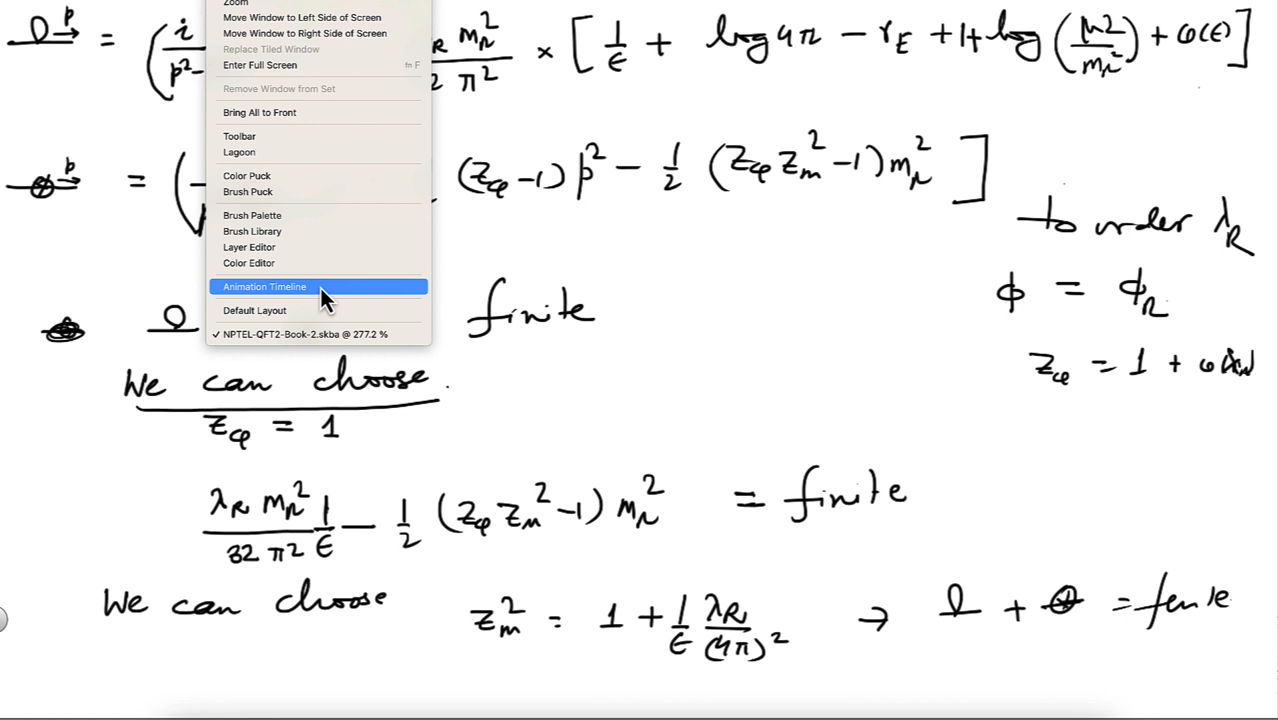 Zoom
Move Window to Left Side of Screen
Move Window to Right Side of Screen
Replace Tiled Window
Enter Full Screen fn F
Remove Window from Set
Bring All to Front
Toolbar
Lagoon
Color Puck
Brush Puck
Brush Palette
Brush Library
Layer Editor
Color Editor
Animation Timeline
Default Layout
✓ NPTEL-QFT2-Book-2.skba @ 277.2 %
p→ = (i/p²- R m_R²/2 π² × [1/ε + log 4π − γ_E + 1 + log(μ²/m_R²) + O(ε)]
p→ = ( (Z_φ −1) p² − 1/2 (Z_φ Z_m² −1) m_R² ]
to order λ_R
φ = φ_R
Z_φ = 1 +
finite
We can choose
Z_φ = 1
λ_R m_R²/32 π² 1/ε − 1/2 (Z_φ Z_m² −1) m_R² = finite
We can choose Z_m² = 1 + 1/ε λ_R/(4π)² → + = finite